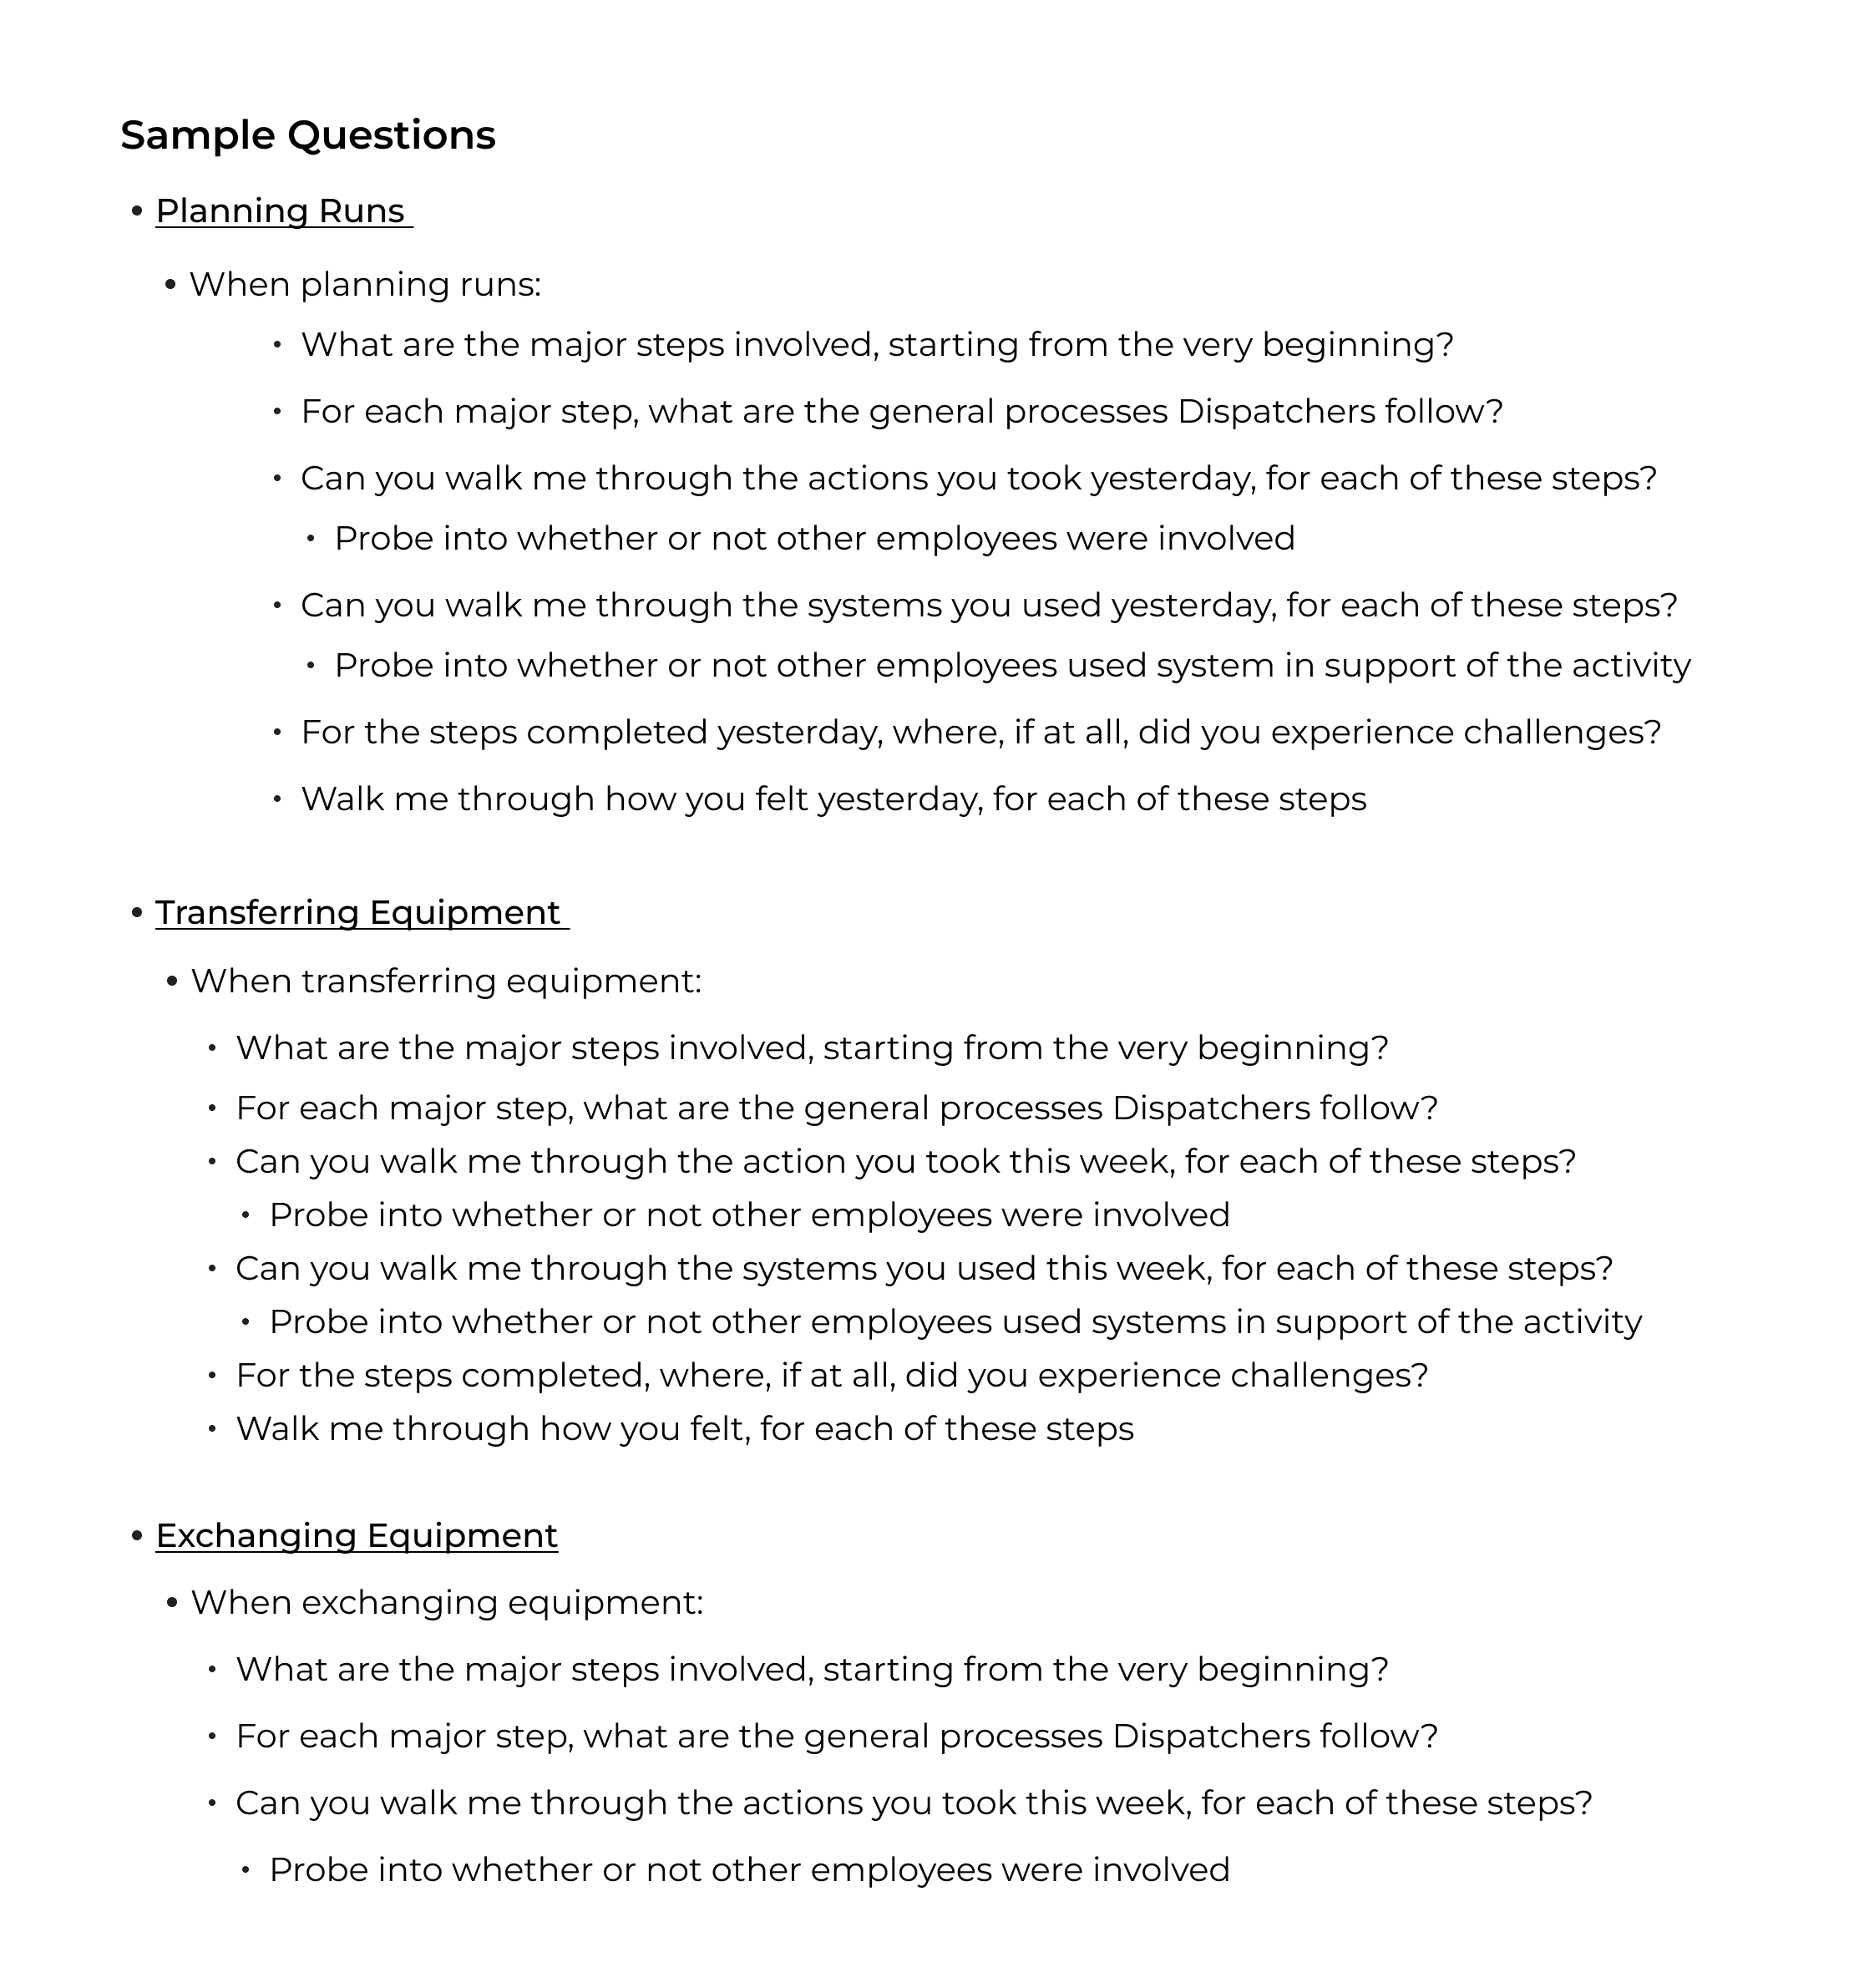 Sample Questions
• Planning Runs
• When planning runs:
• What are the major steps involved, starting from the very beginning?
• For each major step, what are the general processes Dispatchers follow?
• Can you walk me through the actions you took yesterday, for each of these steps?
• Probe into whether or not other employees were involved
• Can you walk me through the systems you used yesterday, for each of these steps?
• Probe into whether or not other employees used system in support of the activity
• For the steps completed yesterday, where, if at all, did you experience challenges?
• Walk me through how you felt yesterday, for each of these steps
• Transferring Equipment
• When transferring equipment:
• What are the major steps involved, starting from the very beginning?
• For each major step, what are the general processes Dispatchers follow?
• Can you walk me through the action you took this week, for each of these steps?
• Probe into whether or not other employees were involved
• Can you walk me through the systems you used this week, for each of these steps?
• Probe into whether or not other employees used systems in support of the activity
• For the steps completed, where, if at all, did you experience challenges?
• Walk me through how you felt, for each of these steps
• Exchanging Equipment
• When exchanging equipment:
• What are the major steps involved, starting from the very beginning?
• For each major step, what are the general processes Dispatchers follow?
• Can you walk me through the actions you took this week, for each of these steps?
• Probe into whether or not other employees were involved